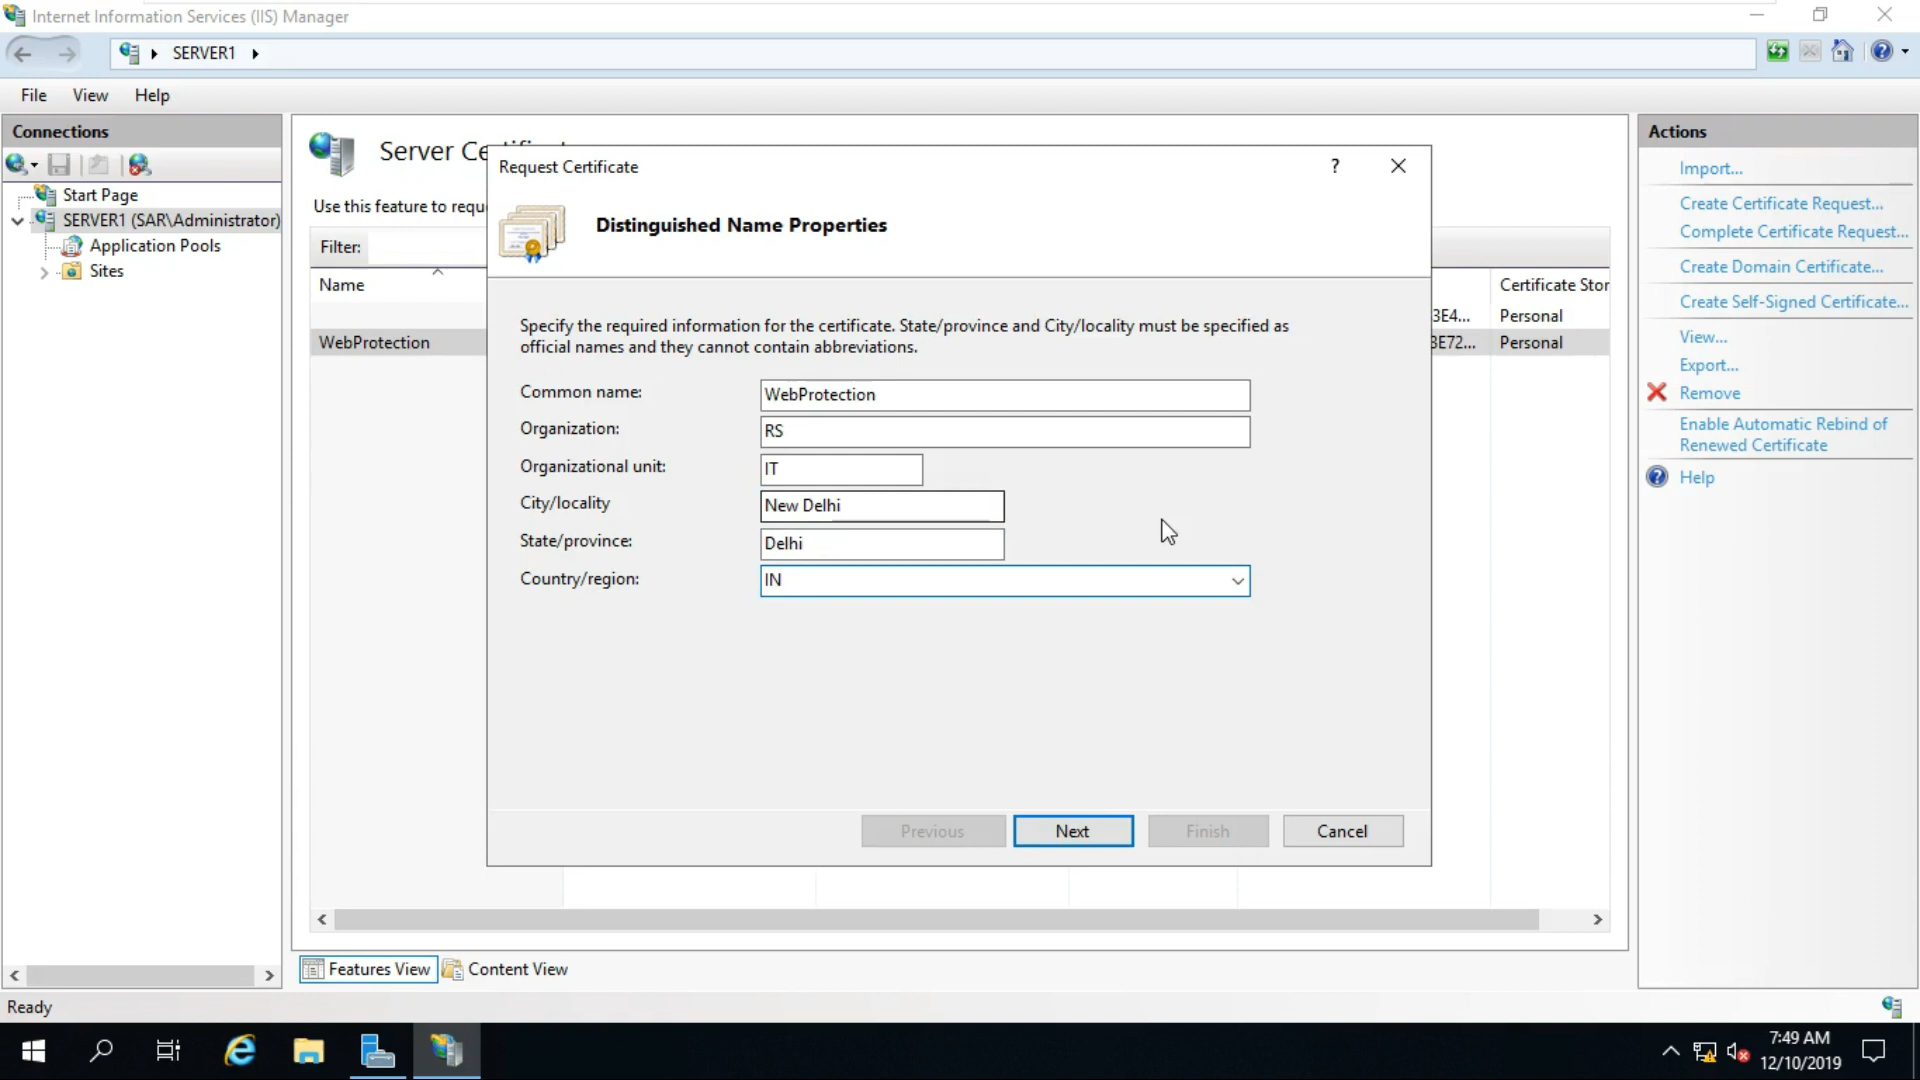 Internet Information Services (IIS) Manager
SERVER1
File View Help
Connections
Start Page
SERVER1 (SAR\Administrator)
Application Pools
Sites
Use this feature to requ
Filter:
Name
WebProtection
Server Certificat
Request Certificate
?
Distinguished Name Properties
Specify the required information for the certificate. State/province and City/locality must be specified as
official names and they cannot contain abbreviations.
Common name: WebProtection
Organization: RS
Organizational unit: IT
City/locality New Delhi
State/province: Delhi
Country/region: IN
Previous Next Finish Cancel
Certificate Stor
3E4... Personal
3E72... Personal
Features View Content View
Actions
Import...
Create Certificate Request...
Complete Certificate Request...
Create Domain Certificate...
Create Self-Signed Certificate...
View...
Export...
Remove
Enable Automatic Rebind of
Renewed Certificate
Help
Ready
7:49 AM
12/10/2019